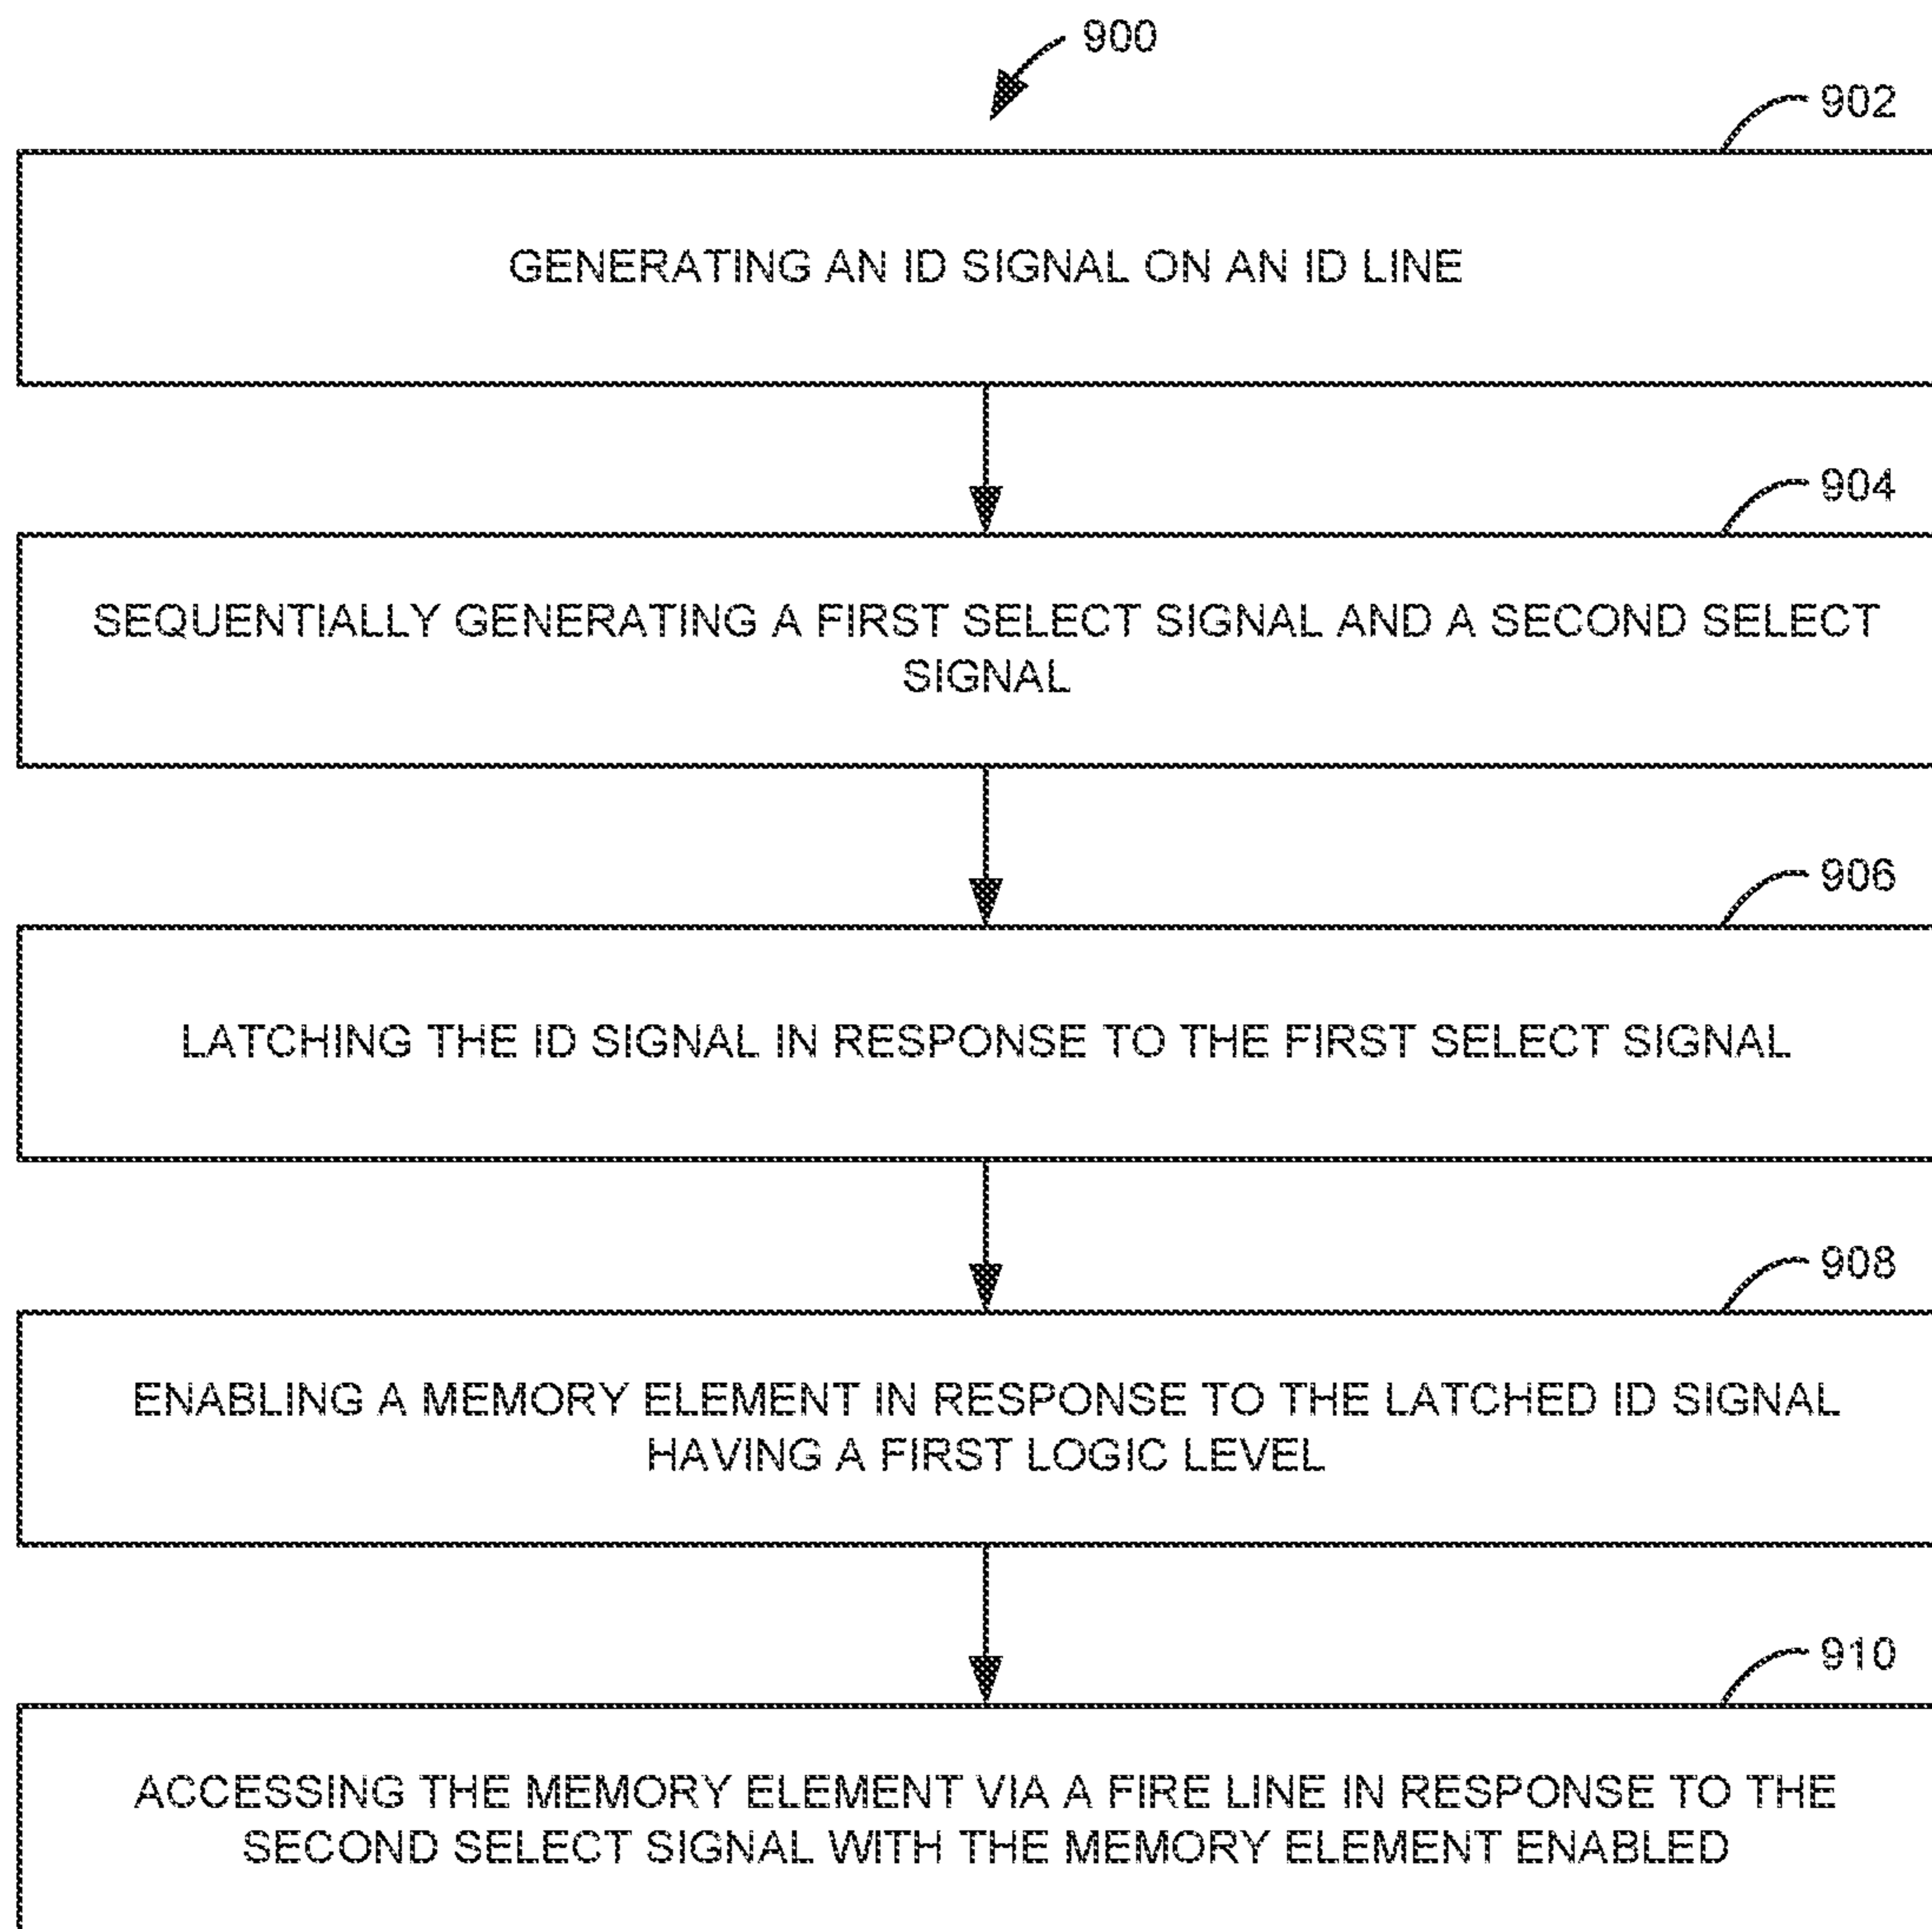 900
902
GENERATING AN ID SIGNAL ON AN ID LINE
904
SEQUENTIALLY GENERATING A FIRST SELECT SIGNAL AND A SECOND SELECT
SIGNAL
906
LATCHING THE ID SIGNAL IN RESPONSE TO THE FIRST SELECT SIGNAL
908
ENABLING A MEMORY ELEMENT IN RESPONSE TO THE LATCHED ID SIGNAL
HAVING A FIRST LOGIC LEVEL
910
ACCESSING THE MEMORY ELEMENT VIA A FIRE LINE IN RESPONSE TO THE
SECOND SELECT SIGNAL WITH THE MEMORY ELEMENT ENABLED